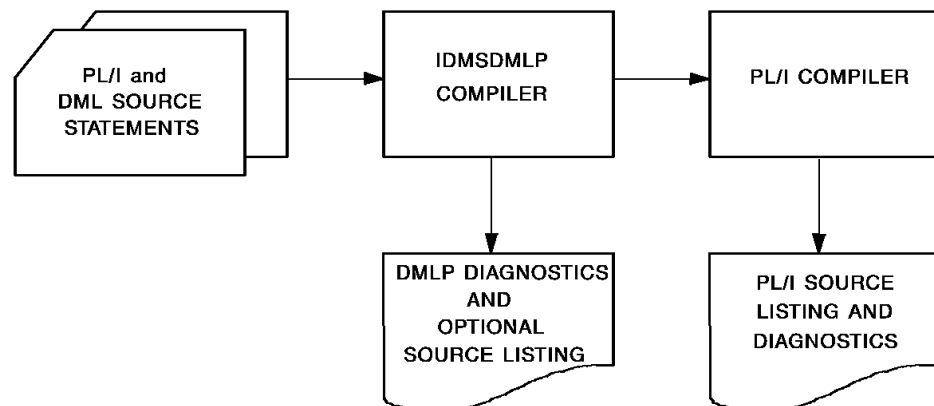 PL/I and
DML SOURCE
STATEMENTS
IDMSDMLP
COMPILER
PL/I COMPILER
DMLP DIAGNOSTICS
AND
OPTIONAL
SOURCE LISTING
PL/I SOURCE
LISTING AND
DIAGNOSTICS